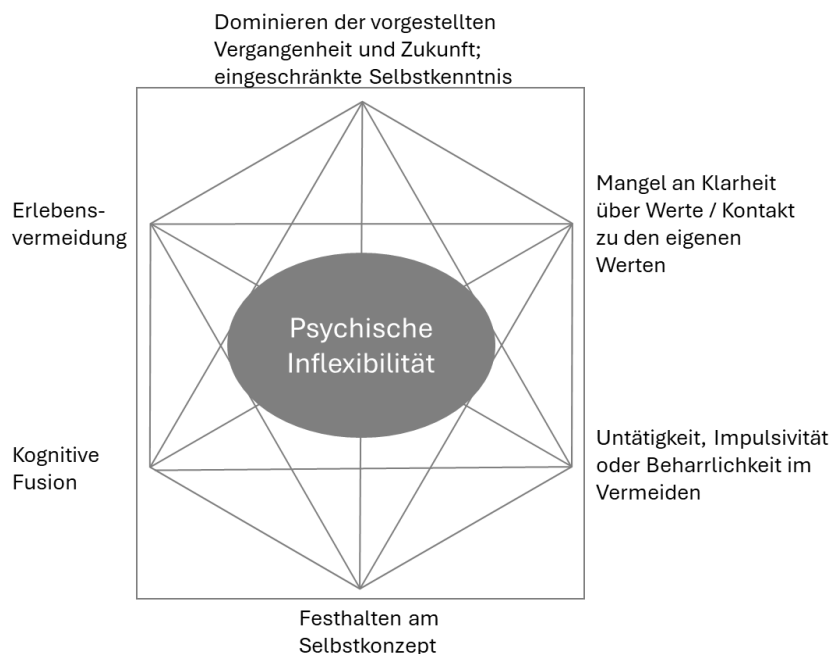 Dominieren der vorgestellten
Vergangenheit und Zukunft;
eingeschränkte Selbstkenntnis
Erlebens-
vermeidung
Mangel an Klarheit
über Werte / Kontakt
zu den eigenen
Werten
Psychische
Inflexibilität
Kognitive
Fusion
Untätigkeit, Impulsivität
oder Beharrlichkeit im
Vermeiden
Festhalten am
Selbstkonzept